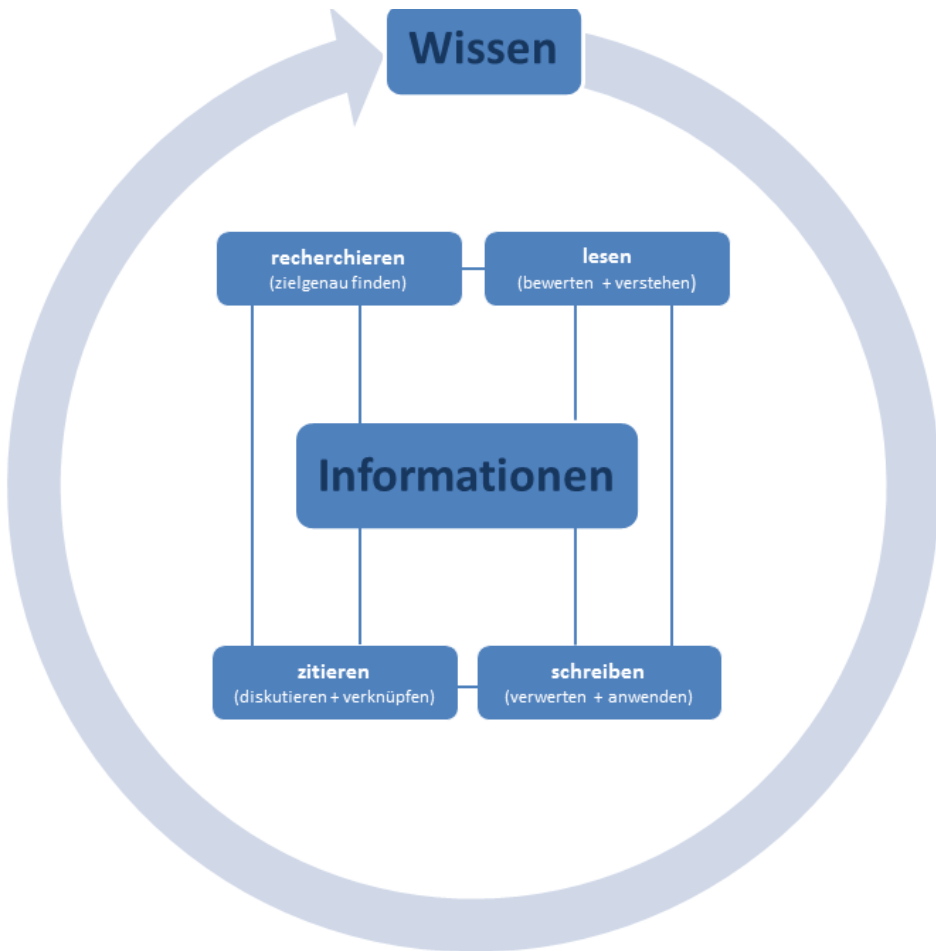 Wissen
recherchieren
(zielgenau finden)
lesen
(bewerten + verstehen)
Informationen
zitieren
(diskutieren + verknüpfen)
schreiben
(verwerten + anwenden)